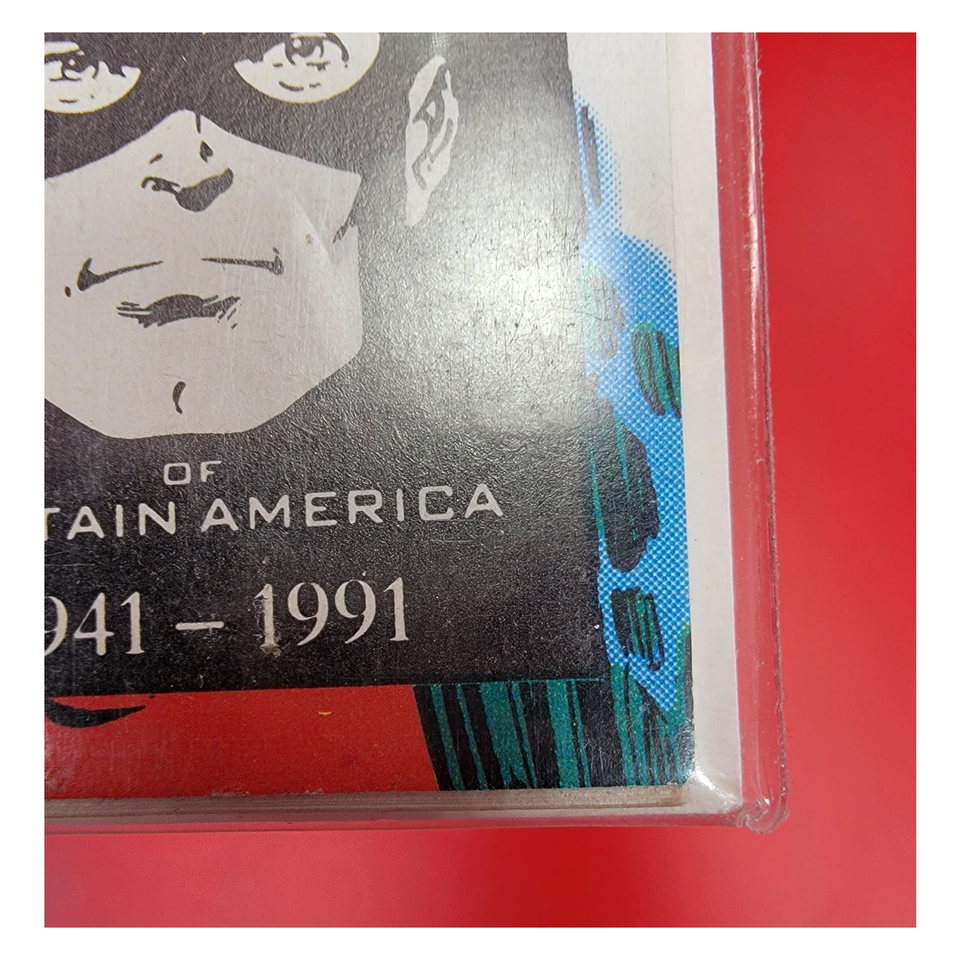 OF
TAIN AMERICA
941 – 1991